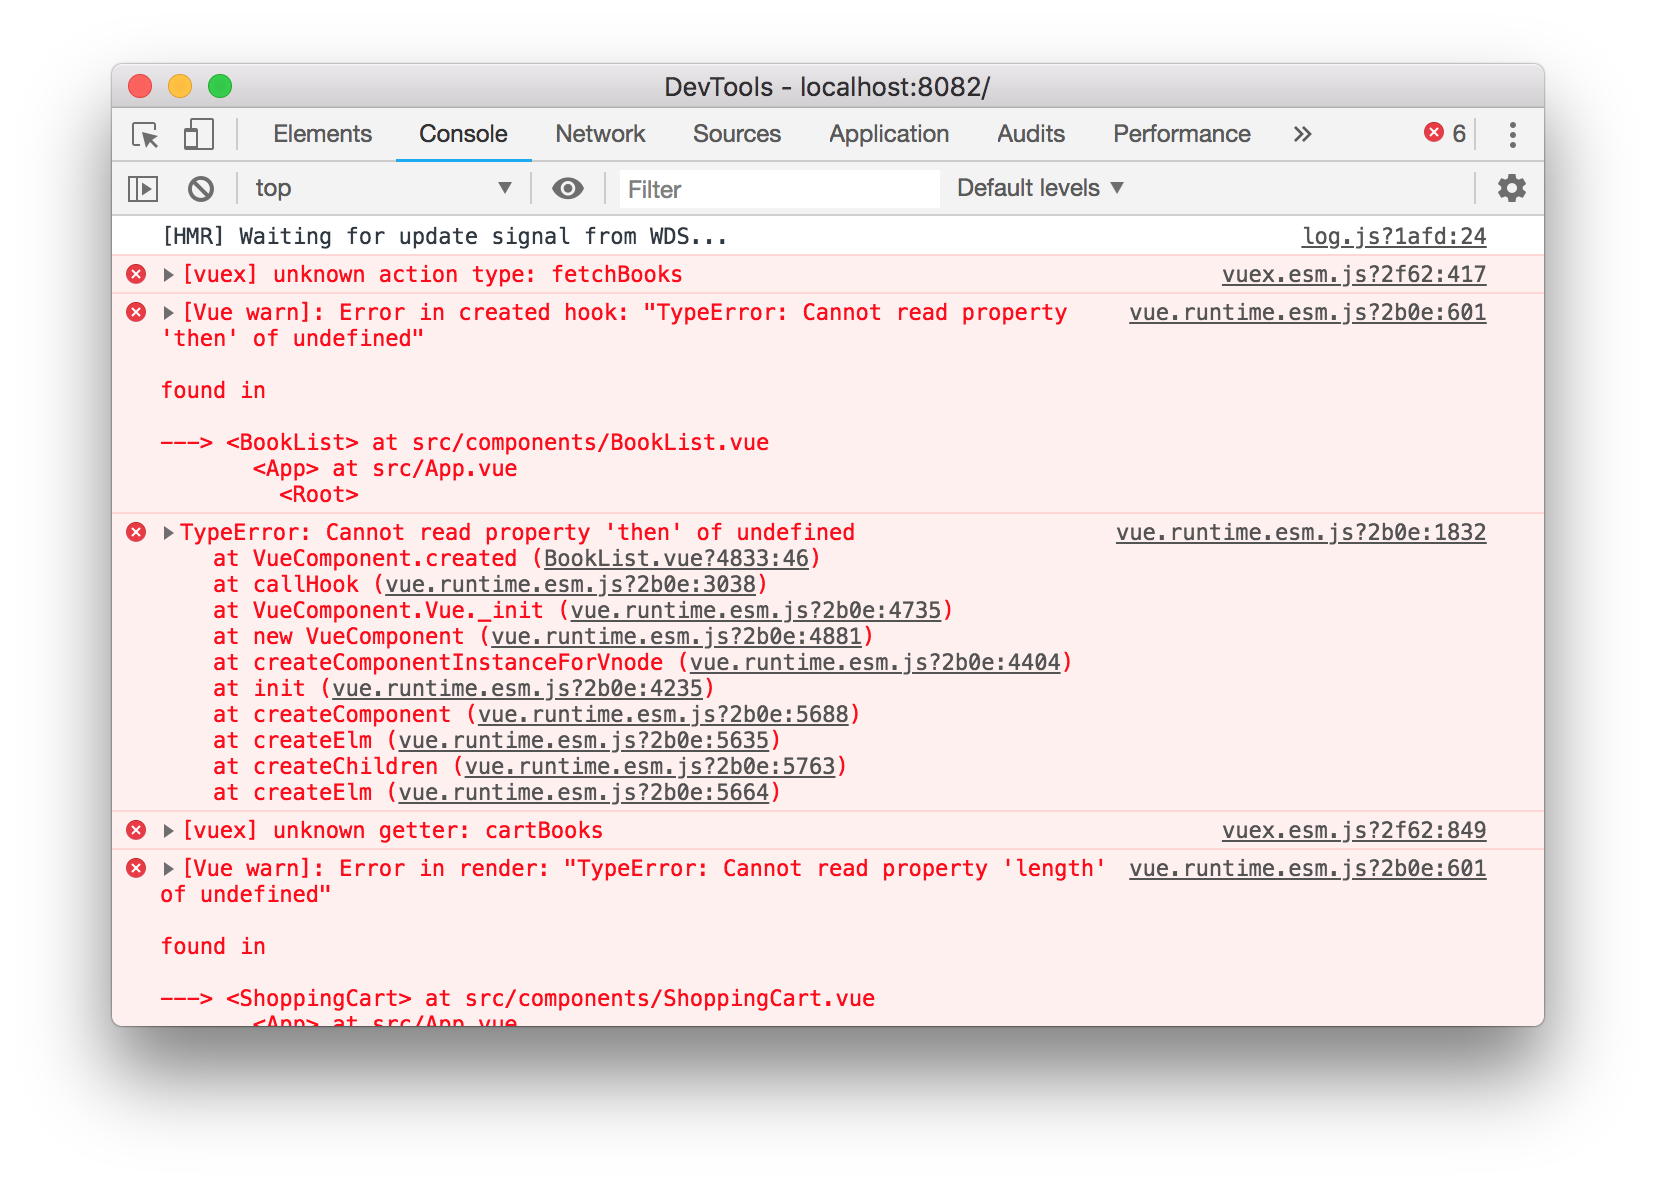 DevTools - localhost:8082/
Elements Console Network Sources Application Audits Performance » 6
top Filter Default levels
[HMR] Waiting for update signal from WDS... log.js?1afd:24
[vuex] unknown action type: fetchBooks vuex.esm.js?2f62:417
[Vue warn]: Error in created hook: "TypeError: Cannot read property vue.runtime.esm.js?2b0e:601
'then' of undefined"
found in
---> <BookList> at src/components/BookList.vue
<App> at src/App.vue
<Root>
TypeError: Cannot read property 'then' of undefined vue.runtime.esm.js?2b0e:1832
at VueComponent.created (BookList.vue?4833:46)
at callHook (vue.runtime.esm.js?2b0e:3038)
at VueComponent.Vue._init (vue.runtime.esm.js?2b0e:4735)
at new VueComponent (vue.runtime.esm.js?2b0e:4881)
at createComponentInstanceForVnode (vue.runtime.esm.js?2b0e:4404)
at init (vue.runtime.esm.js?2b0e:4235)
at createComponent (vue.runtime.esm.js?2b0e:5688)
at createElm (vue.runtime.esm.js?2b0e:5635)
at createChildren (vue.runtime.esm.js?2b0e:5763)
at createElm (vue.runtime.esm.js?2b0e:5664)
[vuex] unknown getter: cartBooks vuex.esm.js?2f62:849
[Vue warn]: Error in render: "TypeError: Cannot read property 'length' vue.runtime.esm.js?2b0e:601
of undefined"
found in
---> <ShoppingCart> at src/components/ShoppingCart.vue
<App> at src/App.vue